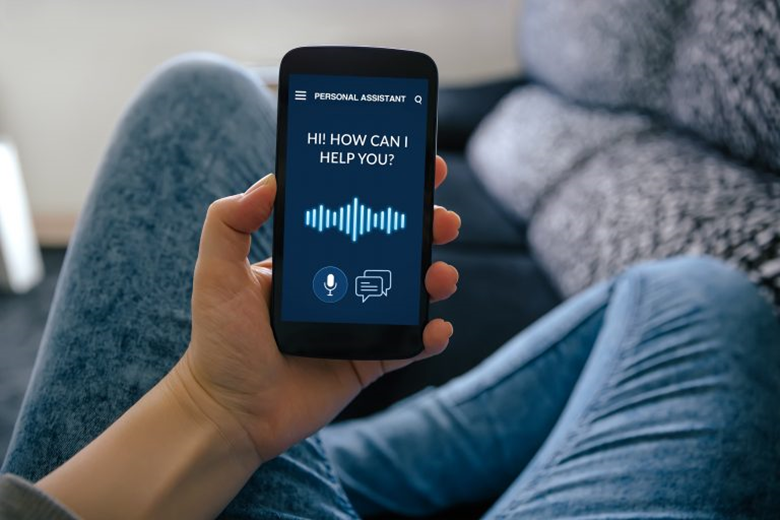 PERSONAL ASSISTANT
HI! HOW CAN I
HELP YOU?